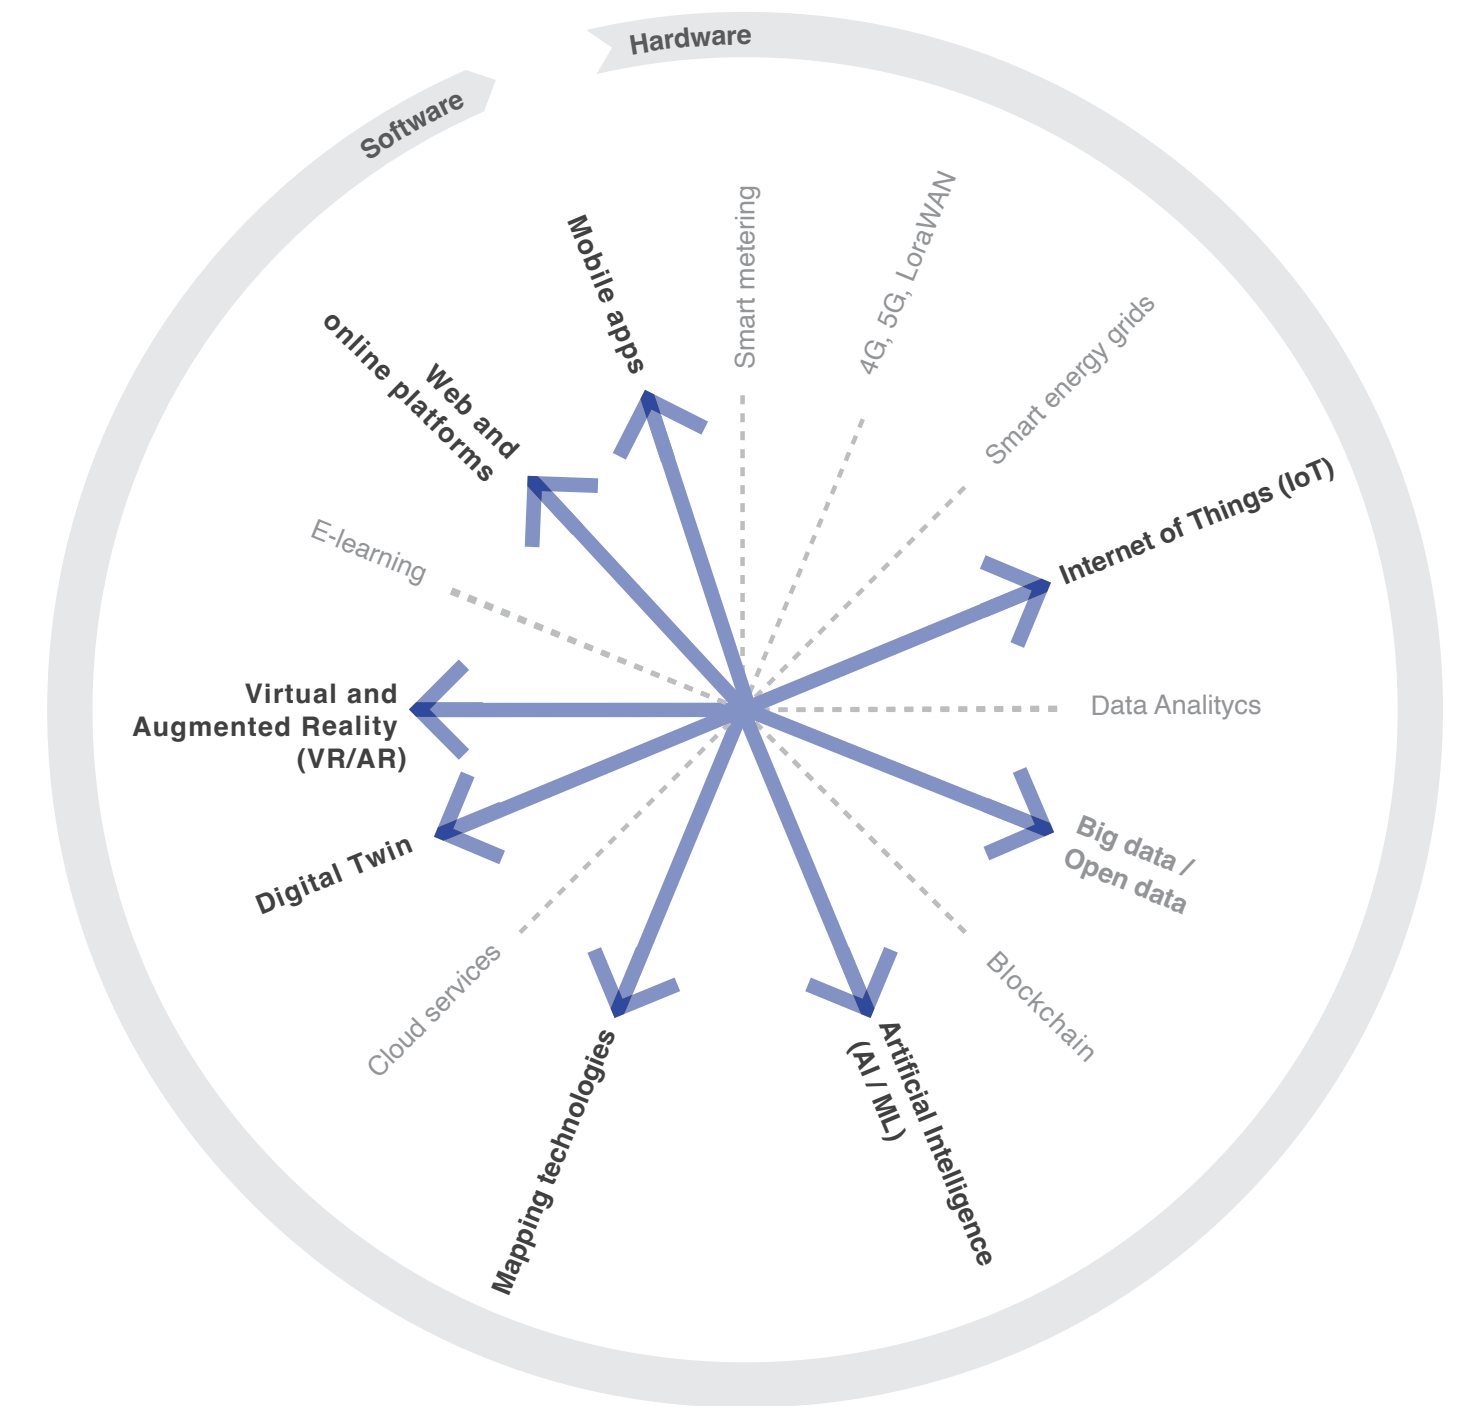 Hardware
Software
Smart metering
4G, 5G, LoraWAN
Smart energy grids
Internet of Things (IoT)
Data Analitycs
Big data /
Open data
Blockchain
Artificial Intelligence
(AI / ML)
Mapping technologies
Cloud services
Digital Twin
Virtual and
Augmented Reality
(VR/AR)
E-learning
Web and
online platforms
Mobile apps